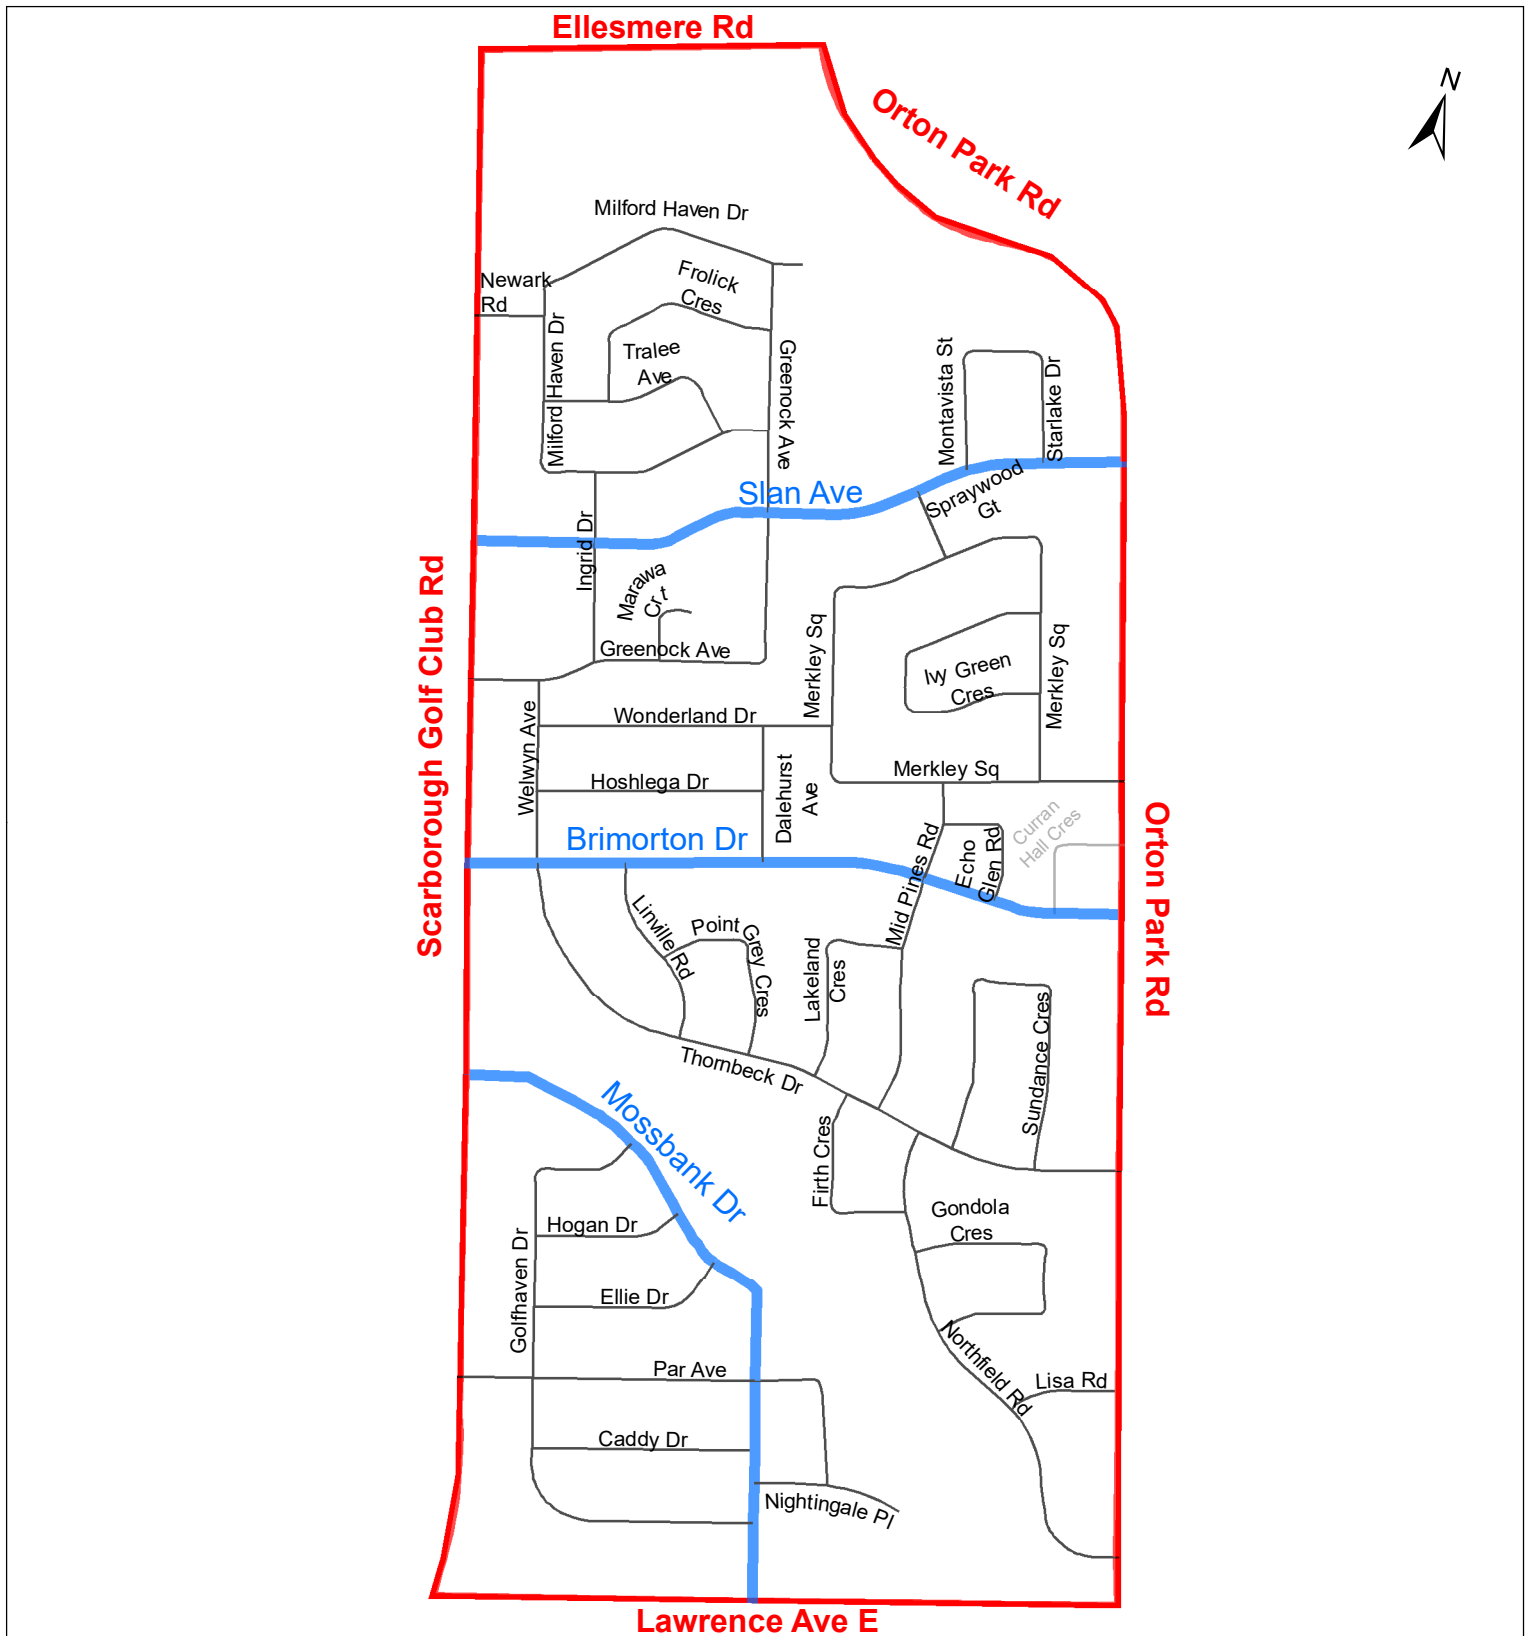 Ellesmere Rd
N
Orton Park Rd
Milford Haven Dr
Newark
Rd
Frolick
Cres
Milford Haven Dr
Tralee
Ave
Greenock Ave
Montavista St
Starlake Dr
Slan Ave
Spraywood
Gt
Ingrid Dr
Marawa
Crt
Scarborough Golf Club Rd
Greenock Ave
Merkley Sq
Ivy Green
Cres
Merkley Sq
Wonderland Dr
Welwyn Ave
Hoshlega Dr
Dalehurst
Ave
Merkley Sq
Brimorton Dr
Mid Pines Rd
Echo
Glen Rd
Curran
Hall Cres
Orton Park Rd
Linville Rd
Point Grey Cres
Lakeland
Cres
Sundance Cres
Thornbeck Dr
Mossbank Dr
Firth Cres
Gondola
Cres
Hogan Dr
Golfhaven Dr
Ellie Dr
Northfield Rd
Par Ave
Lisa Rd
Caddy Dr
Nightingale Pl
Lawrence Ave E